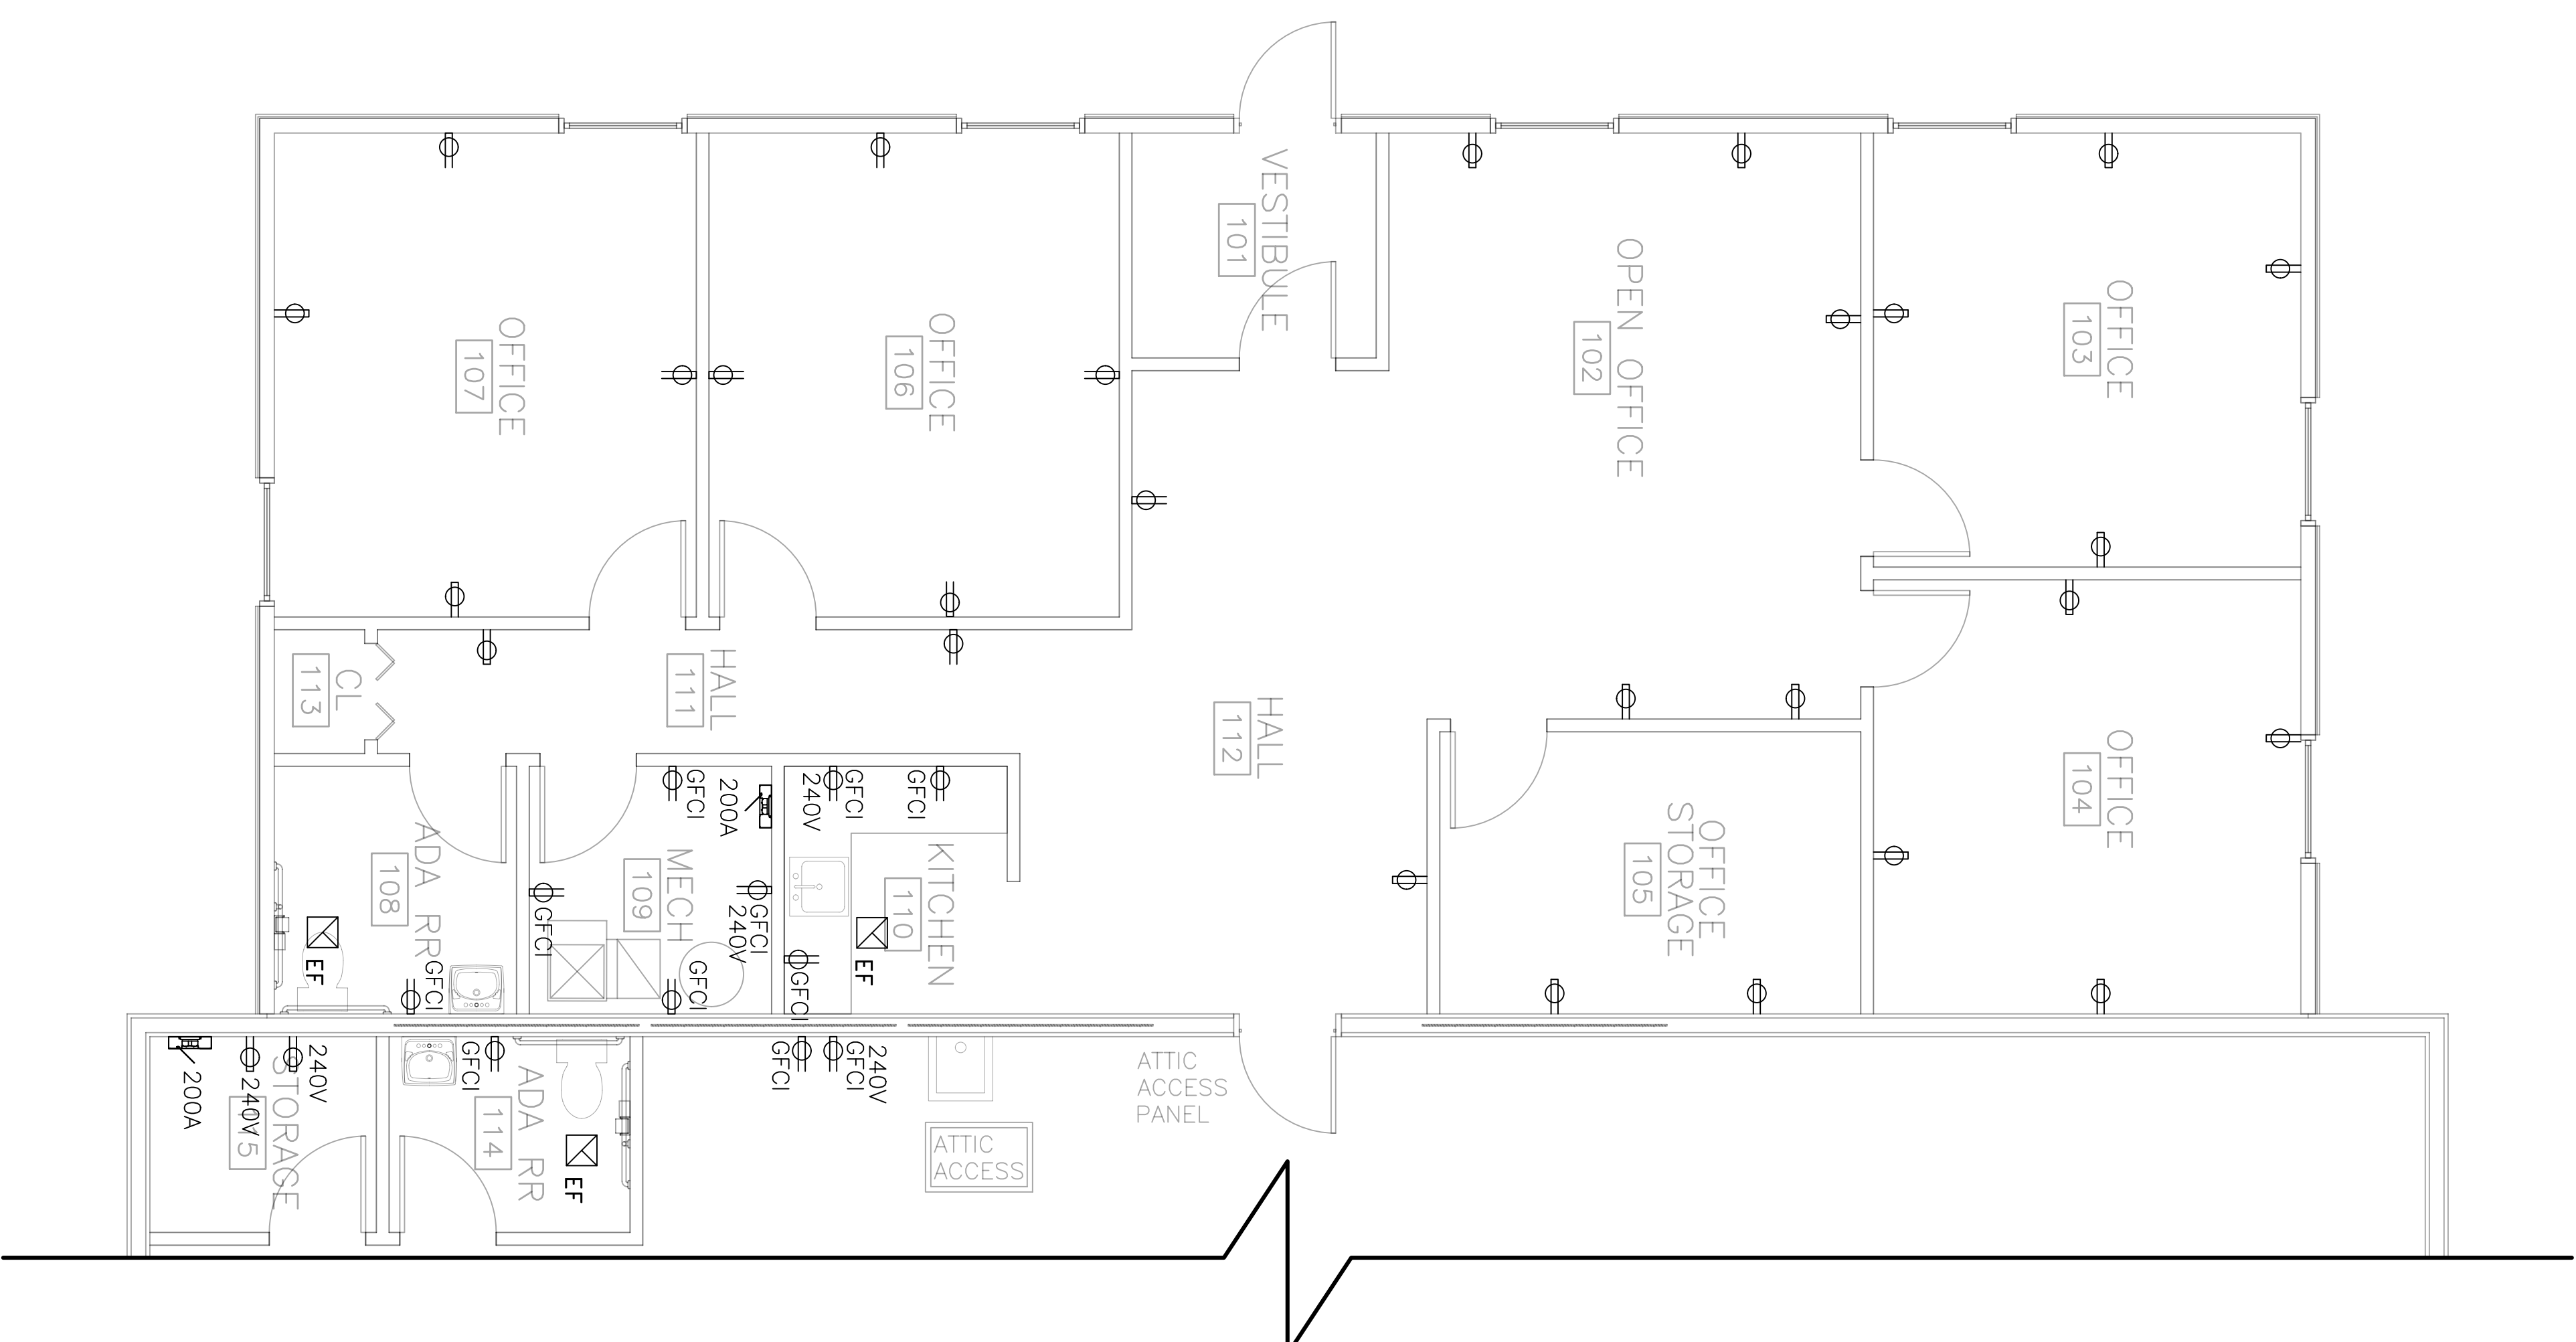 VESTIBULE
101
OPEN OFFICE
102
OFFICE
103
OFFICE
107
OFFICE
106
HALL
111
CL
113
HALL
112
OFFICE
104
OFFICE
STORAGE
105
GFCI
200A
240V
GFCI
GFCI
ADA RR
108
MECH
109
KITCHEN
110
GFCI
GFCI
240V
EF
EF
GFCI
GFCI
GFCI
200A
240V
240V
STORAGE
115
GFCI
ADA RR
114
EF
GFCI
GFCI
240V
ATTIC
ACCESS
PANEL
ATTIC
ACCESS